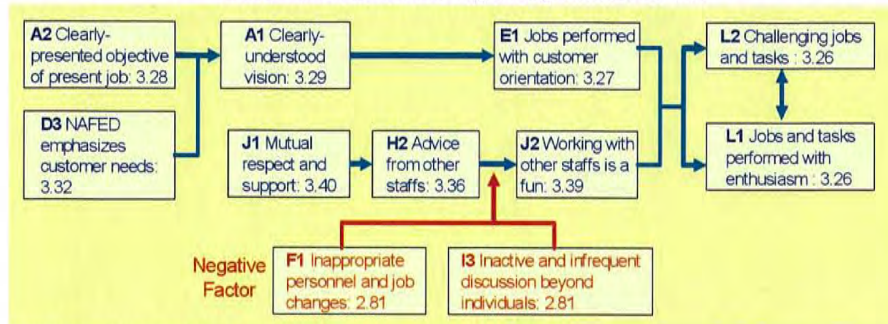 A2 Clearly-
presented objective
of present job: 3.28
A1 Clearly-
understood
vision: 3.29
E1 Jobs performed
with customer
orientation: 3.27
L2 Challenging jobs
and tasks : 3.26
D3 NAFED
emphasizes
customer needs:
3.32
J1 Mutual
respect and
support: 3.40
H2 Advice
from other
staffs: 3.36
J2 Working with
other staffs is a
fun: 3.39
L1 Jobs and tasks
performed with
enthusiasm : 3.26
Negative
Factor
F1 Inappropriate
personnel and job
changes: 2.81
I3 Inactive and infrequent
discussion beyond
individuals: 2.81